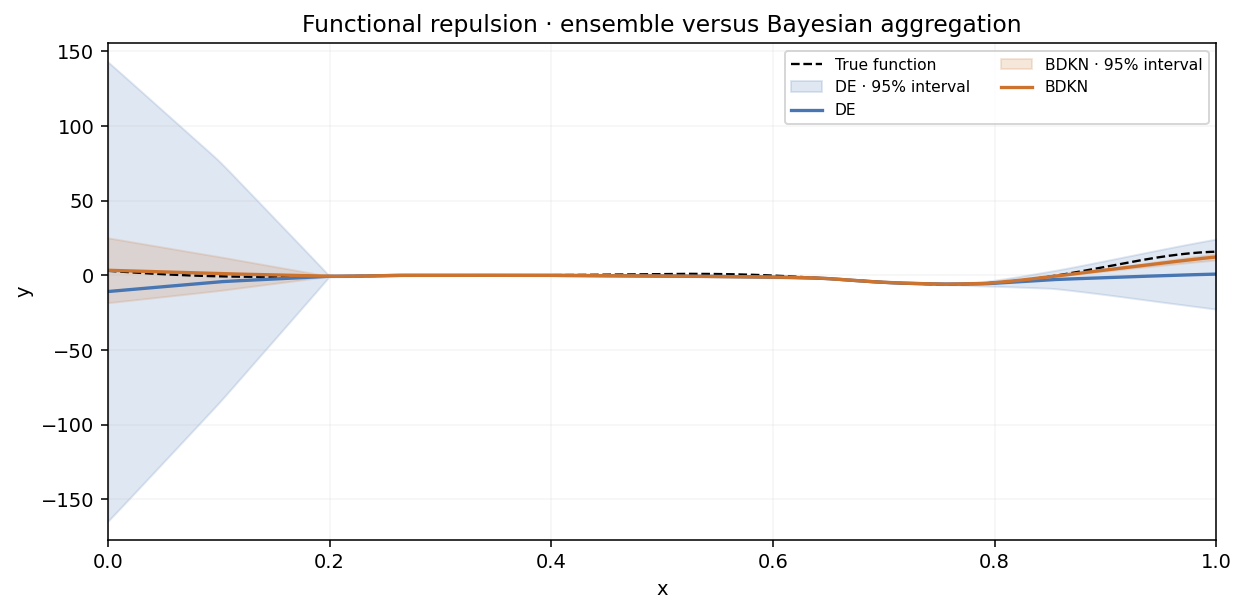 Functional repulsion · ensemble versus Bayesian aggregation
True function
DE · 95% interval
DE
BDKN · 95% interval
BDKN
y
150
100
50
0
−50
−100
−150
0.0 0.2 0.4 0.6 0.8 1.0
x